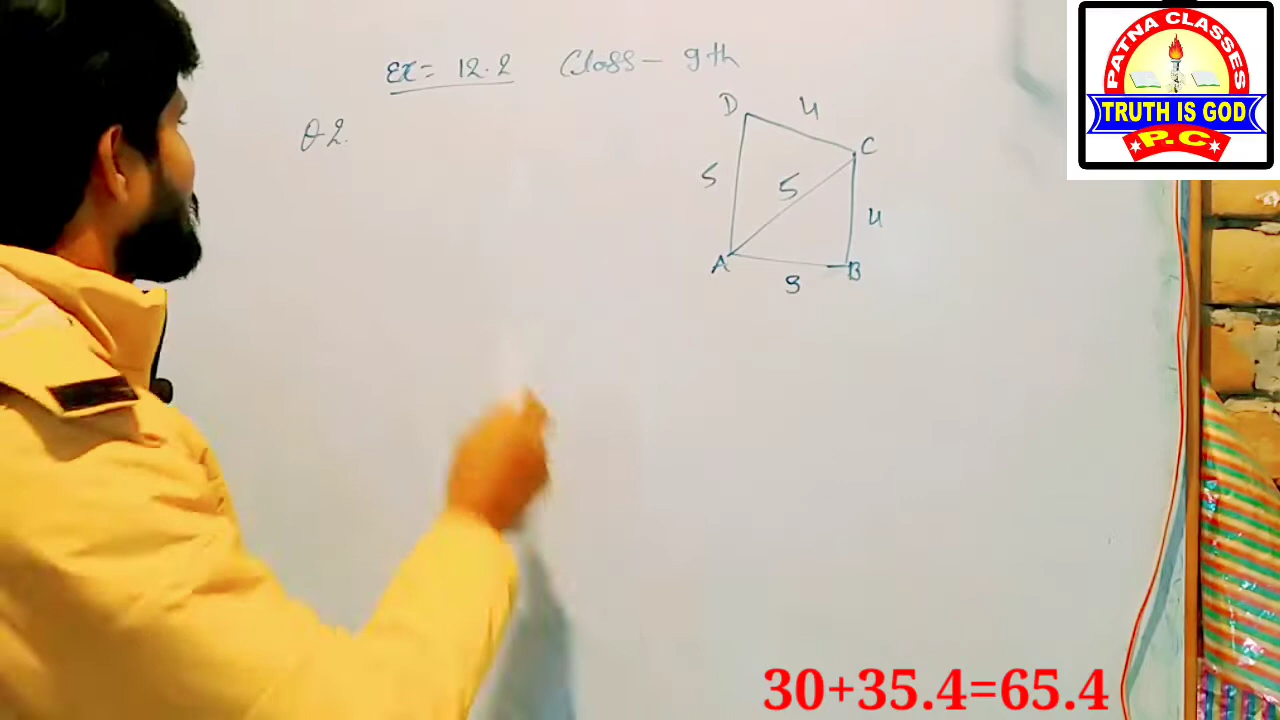 Ex= 12.2 Class- 9th
Q2.
D 4 C
5 5 4
A 3 B
PATNA CLASSES
TRUTH IS GOD
P.C
30+35.4=65.4